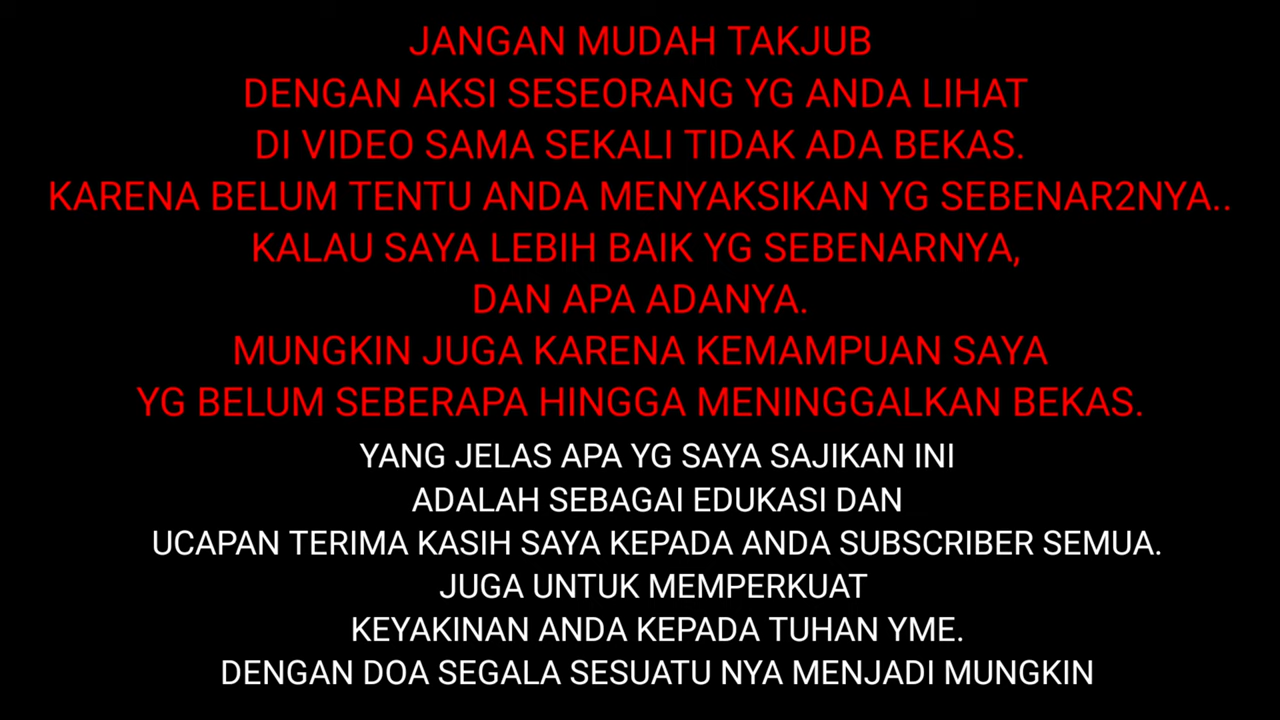 JANGAN MUDAH TAKJUB
DENGAN AKSI SESEORANG YG ANDA LIHAT
DI VIDEO SAMA SEKALI TIDAK ADA BEKAS.
KARENA BELUM TENTU ANDA MENYAKSIKAN YG SEBENAR2NYA..
KALAU SAYA LEBIH BAIK YG SEBENARNYA,
DAN APA ADANYA.
MUNGKIN JUGA KARENA KEMAMPUAN SAYA
YG BELUM SEBERAPA HINGGA MENINGGALKAN BEKAS.
YANG JELAS APA YG SAYA SAJIKAN INI
ADALAH SEBAGAI EDUKASI DAN
UCAPAN TERIMA KASIH SAYA KEPADA ANDA SUBSCRIBER SEMUA.
JUGA UNTUK MEMPERKUAT
KEYAKINAN ANDA KEPADA TUHAN YME.
DENGAN DOA SEGALA SESUATU NYA MENJADI MUNGKIN